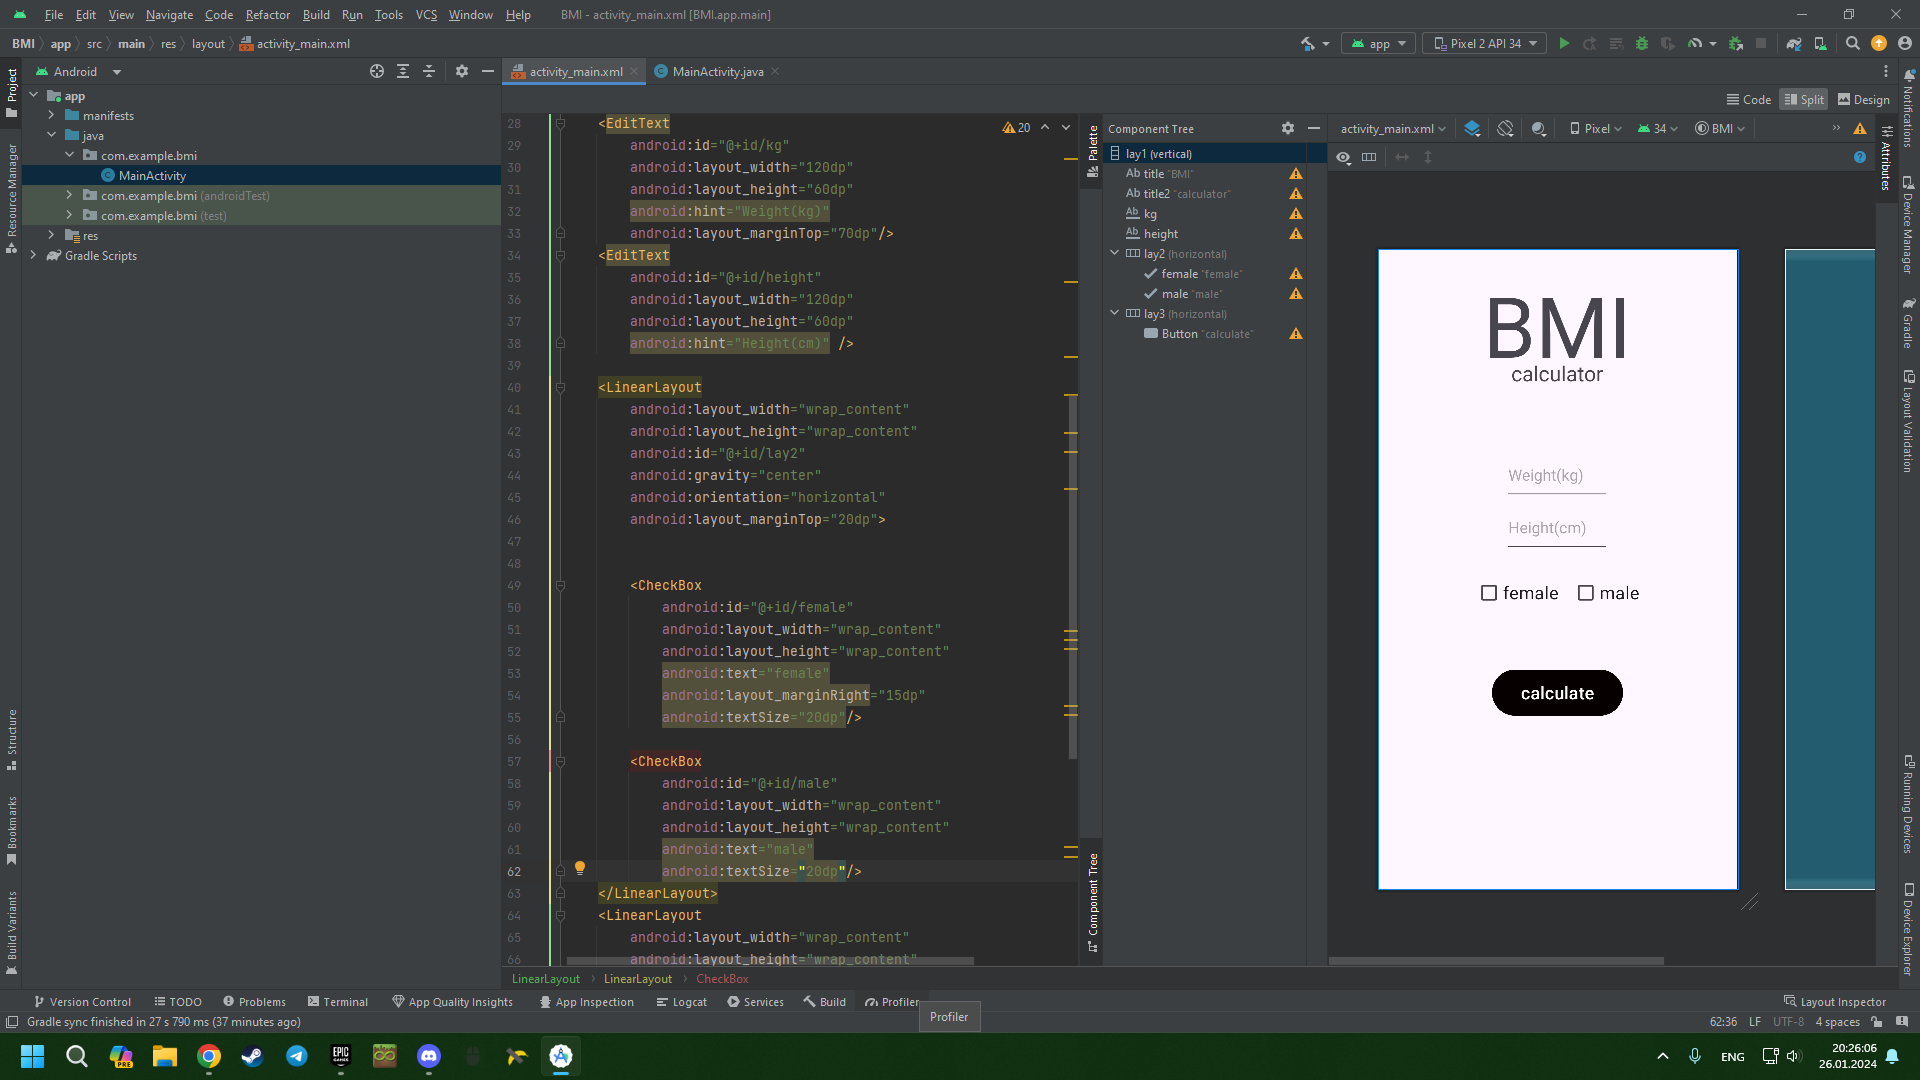 File Edit View Navigate Code Refactor Build Run Tools VCS Window Help BMI - activity_main.xml [BMI.app.main]
BMI app src main res layout activity_main.xml
app Pixel 2 API 34
Android
activity_main.xml MainActivity.java
Code Split Design
Project
Resource Manager
Structure
Bookmarks
Build Variants
app
manifests
java
com.example.bmi
MainActivity
com.example.bmi (androidTest)
com.example.bmi (test)
res
Gradle Scripts
20
28 <EditText
29 android:id="@+id/kg"
30 android:layout_width="120dp"
31 android:layout_height="60dp"
32 android:hint="Weight(kg)"
33 android:layout_marginTop="70dp"/>
34 <EditText
35 android:id="@+id/height"
36 android:layout_width="120dp"
37 android:layout_height="60dp"
38 android:hint="Height(cm)" />
39
40 <LinearLayout
41 android:layout_width="wrap_content"
42 android:layout_height="wrap_content"
43 android:id="@+id/lay2"
44 android:gravity="center"
45 android:orientation="horizontal"
46 android:layout_marginTop="20dp">
47
48
49 <CheckBox
50 android:id="@+id/female"
51 android:layout_width="wrap_content"
52 android:layout_height="wrap_content"
53 android:text="female"
54 android:layout_marginRight="15dp"
55 android:textSize="20dp"/>
56
57 <CheckBox
58 android:id="@+id/male"
59 android:layout_width="wrap_content"
60 android:layout_height="wrap_content"
61 android:text="male"
62 android:textSize="20dp"/>
63 </LinearLayout>
64 <LinearLayout
65 android:layout_width="wrap_content"
66 android:layout_height="wrap_content"
LinearLayout LinearLayout CheckBox
Palette
Component Tree
Component Tree
lay1 (vertical)
Ab title "BMI"
Ab title2 "calculator"
Ab kg
Ab height
lay2 (horizontal)
female "female"
male "male"
lay3 (horizontal)
Button "calculate"
activity_main.xml Pixel 34 BMI
BMI
calculator
Weight(kg)
Height(cm)
female male
calculate
Notifications
Attributes
Device Manager
Gradle
Layout Validation
Running Devices
Device Explorer
Version Control TODO Problems Terminal App Quality Insights App Inspection Logcat Services Build Profiler Layout Inspector
Gradle sync finished in 27 s 790 ms (37 minutes ago) 62:36 LF UTF-8 4 spaces
Profiler
PRE
EPIC GAMES
ENG
20:26:06
26.01.2024